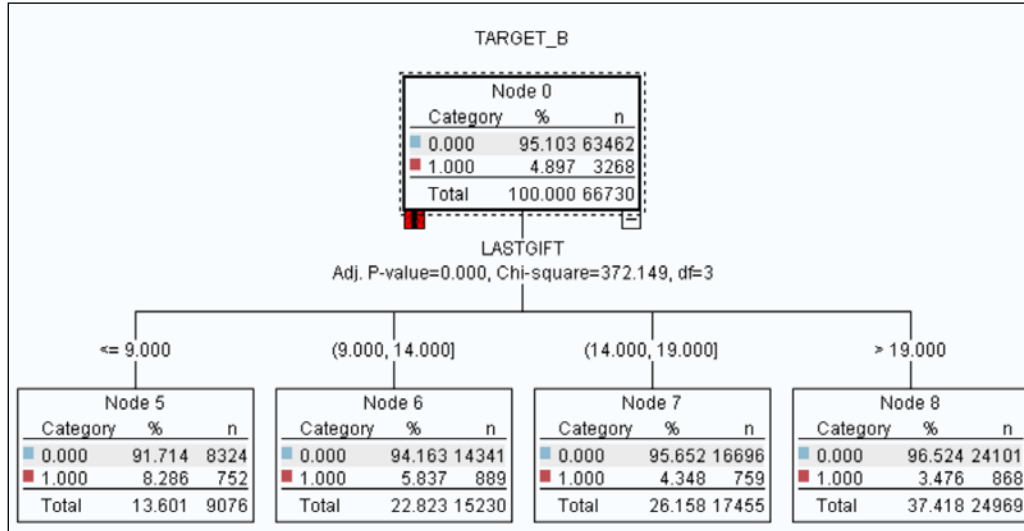 TARGET_B
Node 0
Category % n
0.000 95.103 63462
1.000 4.897 3268
Total 100.000 66730
LASTGIFT
Adj. P-value=0.000, Chi-square=372.149, df=3
<= 9.000
(9.000, 14.000]
(14.000, 19.000]
> 19.000
Node 5
Category % n
0.000 91.714 8324
1.000 8.286 752
Total 13.601 9076
Node 6
Category % n
0.000 94.163 14341
1.000 5.837 889
Total 22.823 15230
Node 7
Category % n
0.000 95.652 16696
1.000 4.348 759
Total 26.158 17455
Node 8
Category % n
0.000 96.524 24101
1.000 3.476 868
Total 37.418 24969